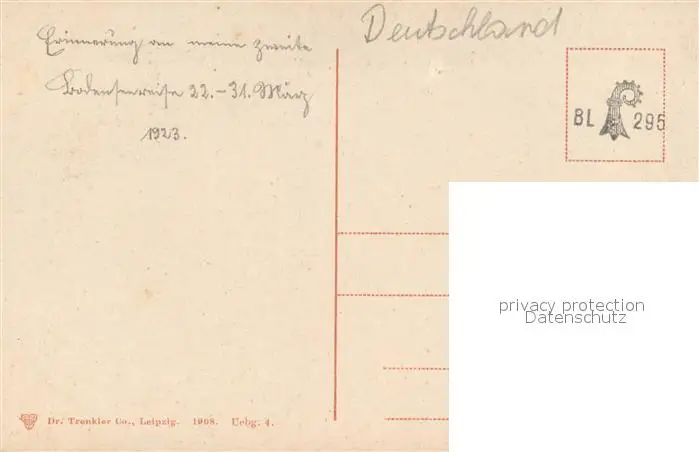 Deutschland
Erinnerung an meine zweite
Bodenseereise 22.-31. März
1923.
BL 295
privacy protection
Datenschutz
Dr. Trenkler Co., Leipzig. 1908. Uebg. 4.